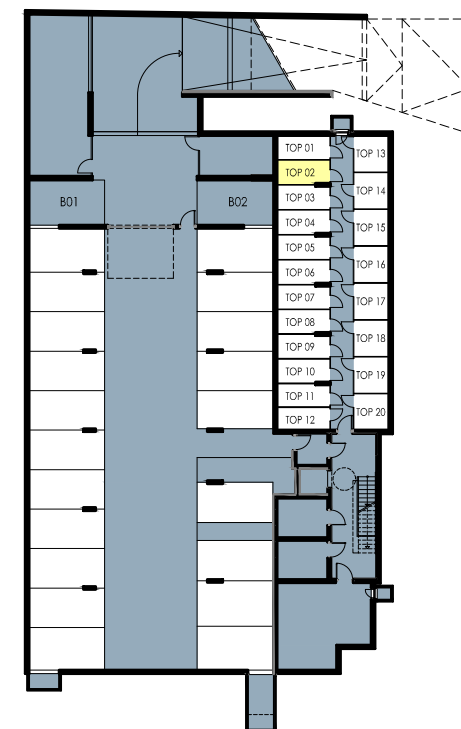 TOP 01
TOP 13
TOP 02
TOP 14
B01
B02
TOP 03
TOP 04
TOP 15
TOP 05
TOP 16
TOP 06
TOP 07
TOP 17
TOP 08
TOP 18
TOP 09
TOP 10
TOP 19
TOP 11
TOP 20
TOP 12